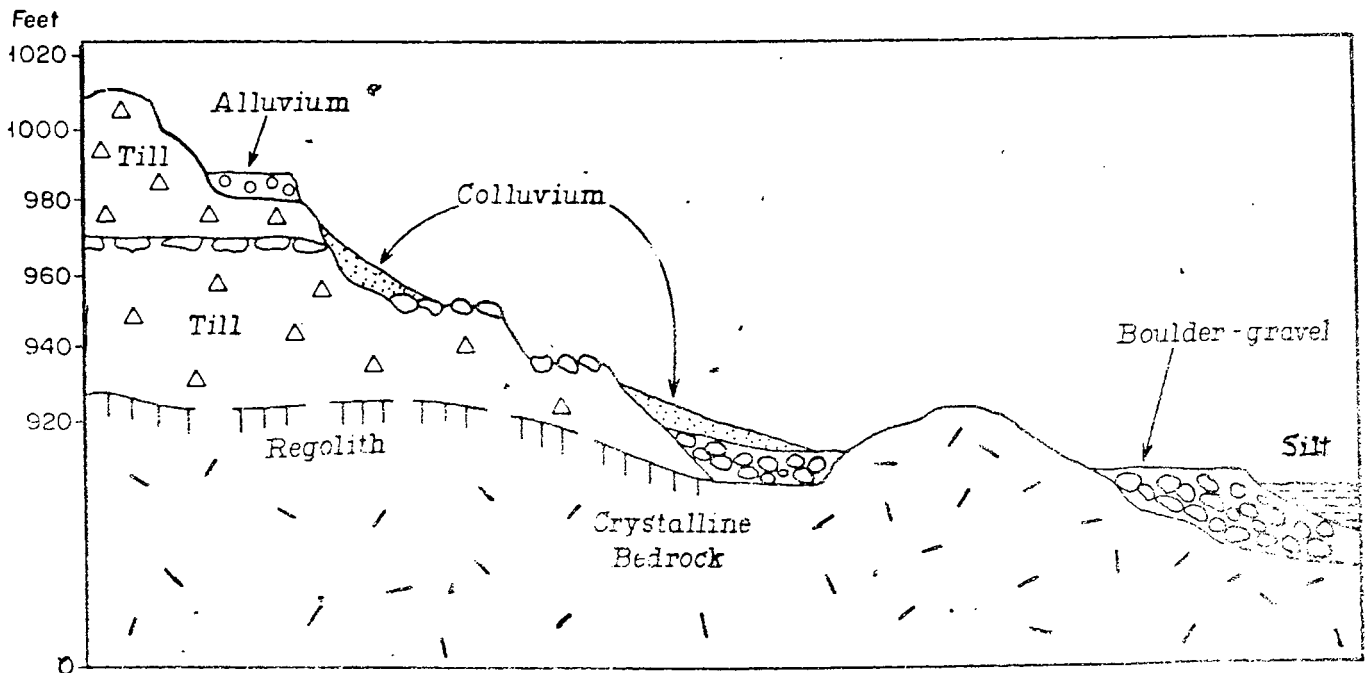 Feet
1020
1000
980
960
940
920
0
Alluvium
Till
Colluvium
Till
Boulder-gravel
Silt
Regolith
Crystalline
Bedrock